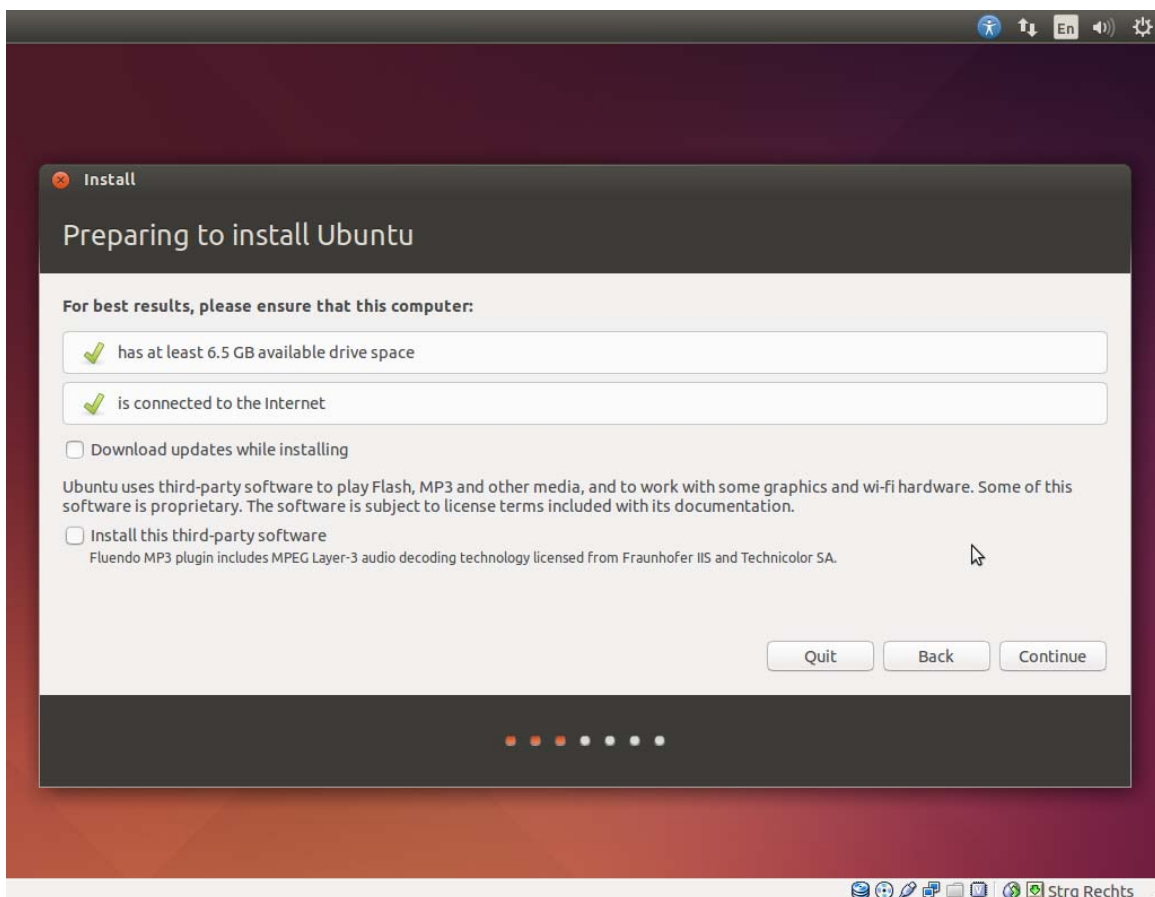 En
Install
Preparing to install Ubuntu
For best results, please ensure that this computer:
has at least 6.5 GB available drive space
is connected to the Internet
Download updates while installing
Ubuntu uses third-party software to play Flash, MP3 and other media, and to work with some graphics and wi-fi hardware. Some of this
software is proprietary. The software is subject to license terms included with its documentation.
Install this third-party software
Fluendo MP3 plugin includes MPEG Layer-3 audio decoding technology licensed from Fraunhofer IIS and Technicolor SA.
Quit Back Continue
Strg Rechts